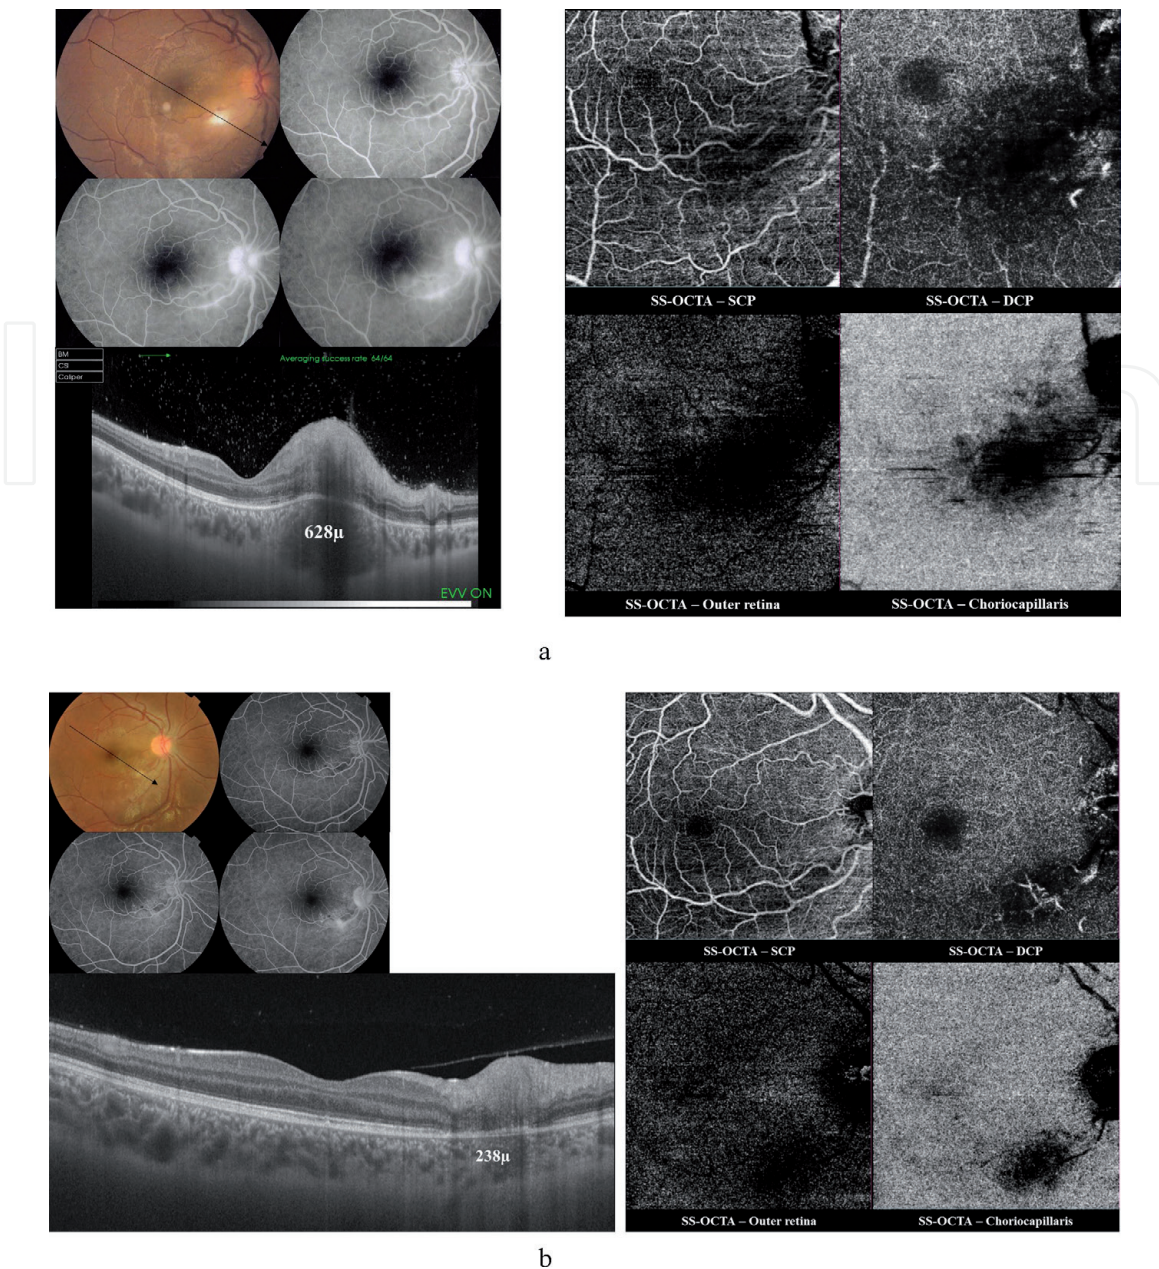 BM
CS
Caliper
Averaging success rate 64/64
628μ
EVV ON
SS-OCTA – SCP
SS-OCTA – DCP
SS-OCTA – Outer retina
SS-OCTA – Choriocapillaris
a
238μ
SS-OCTA – SCP
SS-OCTA – DCP
SS-OCTA – Outer retina
SS-OCTA – Choriocapillaris
b